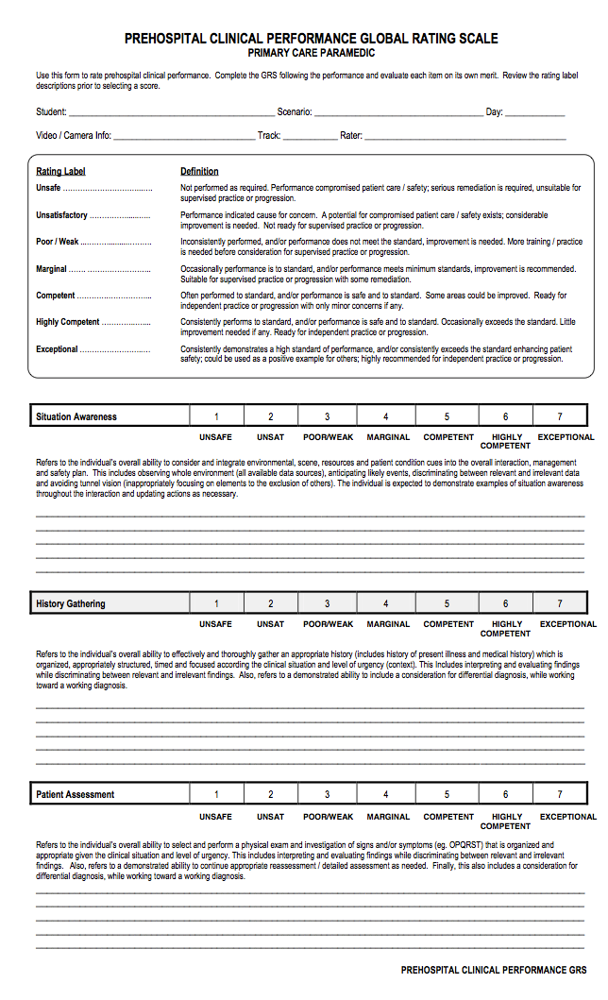 PREHOSPITAL CLINICAL PERFORMANCE GLOBAL RATING SCALE
PRIMARY CARE PARAMEDIC
Use this form to rate prehospital clinical performance. Complete the GRS following the performance and evaluate each item on its own merit. Review the rating label
descriptions prior to selecting a score.
Student: ____________________ Scenario: ____________________ Day: __________
Video / Camera Info: ____________________ Track: __________ Rater: ____________________
Rating Label Definition
Unsafe ............................ Not performed as required. Performance compromised patient care / safety; serious remediation is required, unsuitable for
supervised practice or progression.
Unsatisfactory ..................... Performance indicated cause for concern. A potential for compromised patient care / safety exists; considerable
improvement is needed. Not ready for supervised practice or progression.
Poor / Weak ........................ Inconsistently performed, and/or performance does not meet the standard, improvement is needed. More training / practice
is needed before consideration for supervised practice or progression.
Marginal ........................... Occasionally performance is to standard, and/or performance meets minimum standards, improvement is recommended.
Suitable for supervised practice or progression with some remediation.
Competent .......................... Often performed to standard, and/or performance is safe and to standard. Some areas could be improved. Ready for
independent practice or progression with only minor concerns if any.
Highly Competent ................. Consistently performs to standard, and/or performance is safe and to standard. Occasionally exceeds the standard. Little
improvement needed if any. Ready for independent practice or progression.
Exceptional ........................ Consistently demonstrates a high standard of performance, and/or consistently exceeds the standard enhancing patient
safety; could be used as a positive example for others; highly recommended for independent practice or progression.
Situation Awareness 1 2 3 4 5 6 7
UNSAFE UNSAT POOR/WEAK MARGINAL COMPETENT HIGHLY COMPETENT EXCEPTIONAL
Refers to the individual's overall ability to consider and integrate environmental, scene, resources and patient condition cues into the overall interaction, management
and safety plan. This includes observing whole environment (all available data sources), anticipating likely events, discriminating between relevant and irrelevant data
and avoiding tunnel vision (inappropriately focusing on elements to the exclusion of others). The individual is expected to demonstrate examples of situation awareness
throughout the interaction and updating actions as necessary.
History Gathering 1 2 3 4 5 6 7
UNSAFE UNSAT POOR/WEAK MARGINAL COMPETENT HIGHLY COMPETENT EXCEPTIONAL
Refers to the individual's overall ability to effectively and thoroughly gather an appropriate history (includes history of present illness and medical history) which is
organized, appropriately structured, timed and focused according the clinical situation and level of urgency (context). This Includes interpreting and evaluating findings
while discriminating between relevant and irrelevant findings. Also, refers to a demonstrated ability to include a consideration for differential diagnosis, while working
toward a working diagnosis.
Patient Assessment 1 2 3 4 5 6 7
UNSAFE UNSAT POOR/WEAK MARGINAL COMPETENT HIGHLY COMPETENT EXCEPTIONAL
Refers to the individual's overall ability to select and perform a physical exam and investigation of signs and/or symptoms (eg. OPQRST) that is organized and
appropriate given the clinical situation and level of urgency. This includes interpreting and evaluating findings while discriminating between relevant and irrelevant
findings. Also, refers to a demonstrated ability to continue appropriate reassessment / detailed assessment as needed. Finally, this also includes a consideration for
differential diagnosis, while working toward a working diagnosis.
PREHOSPITAL CLINICAL PERFORMANCE GRS